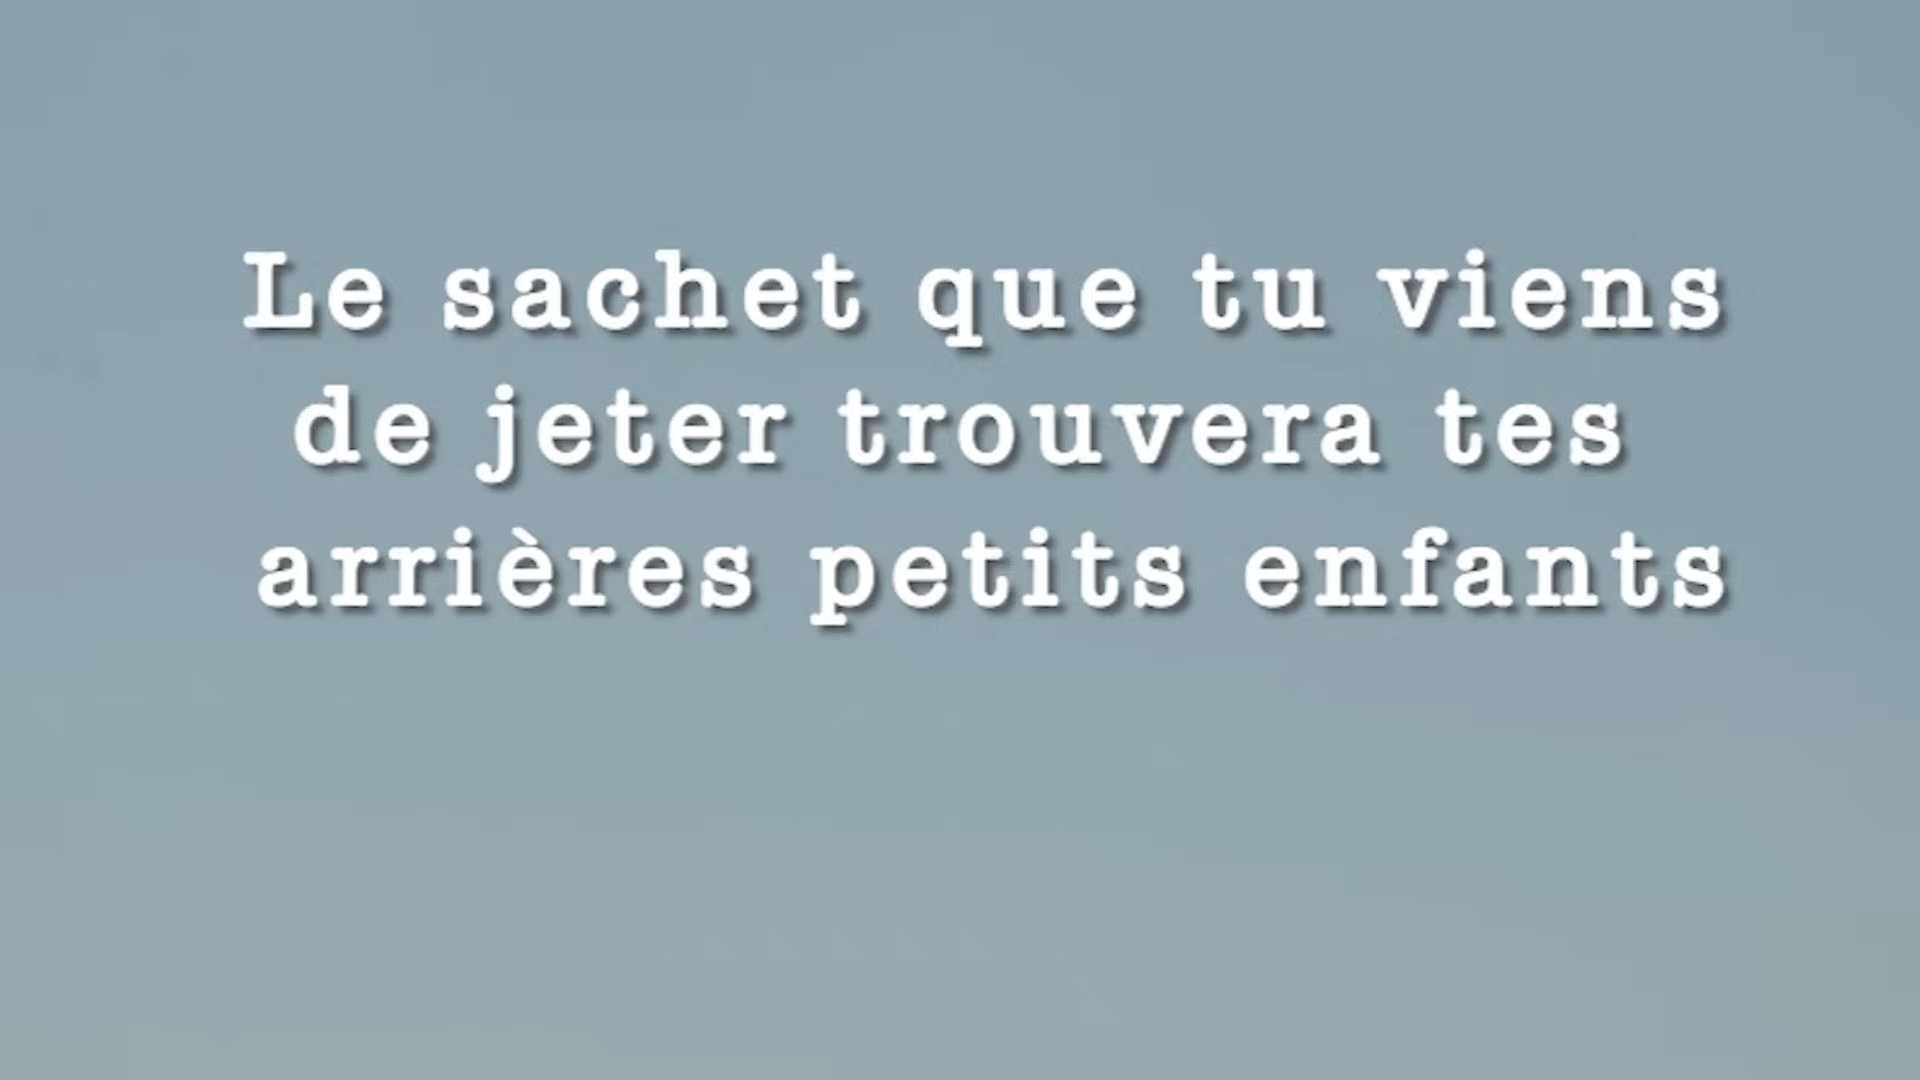 Le sachet que tu viens
de jeter trouvera tes
arrières petits enfants